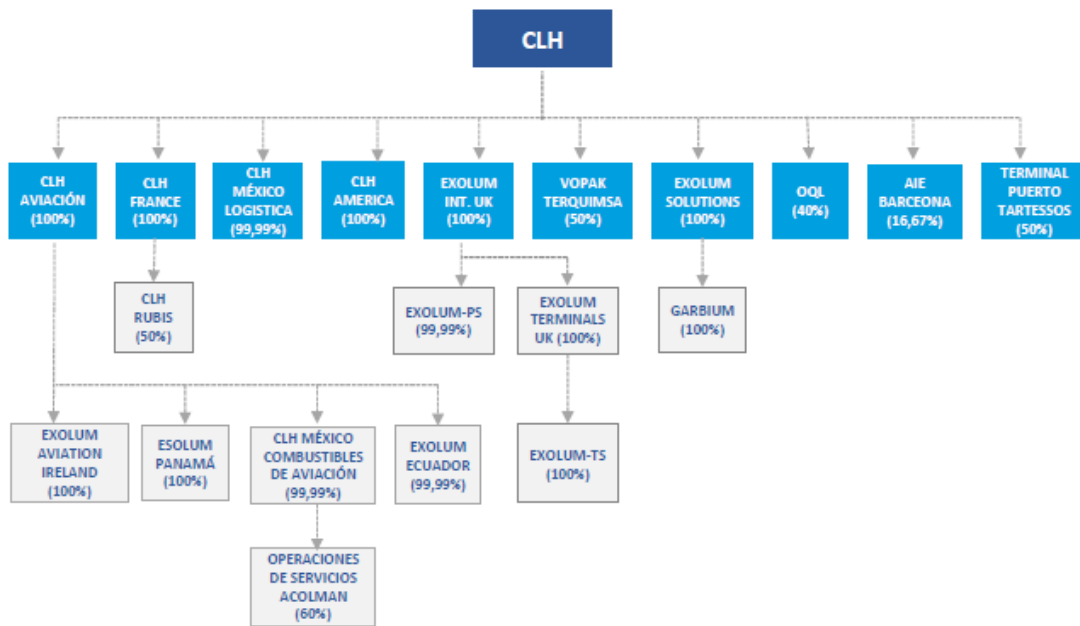 CLH
CLH
AVIACIÓN
(100%)
CLH
FRANCE
(100%)
CLH
MÉXICO
LOGISTICA
(99,99%)
CLH
AMERICA
(100%)
EXOLUM
INT. UK
(100%)
VOPAK
TERQUIMSA
(50%)
EXOLUM
SOLUTIONS
(100%)
OQL
(40%)
AIE
BARCEONA
(16,67%)
TERMINAL
PUERTO
TARTESSOS
(50%)
CLH
RUBIS
(50%)
EXOLUM-PS
(99,99%)
EXOLUM
TERMINALS
UK (100%)
GARBIUM
(100%)
EXOLUM
AVIATION
IRELAND
(100%)
ESOLUM
PANAMÁ
(100%)
CLH MÉXICO
COMBUSTIBLES
DE AVIACIÓN
(99,99%)
EXOLUM
ECUADOR
(99,99%)
EXOLUM-TS
(100%)
OPERACIONES
DE SERVICIOS
ACOLMAN
(60%)